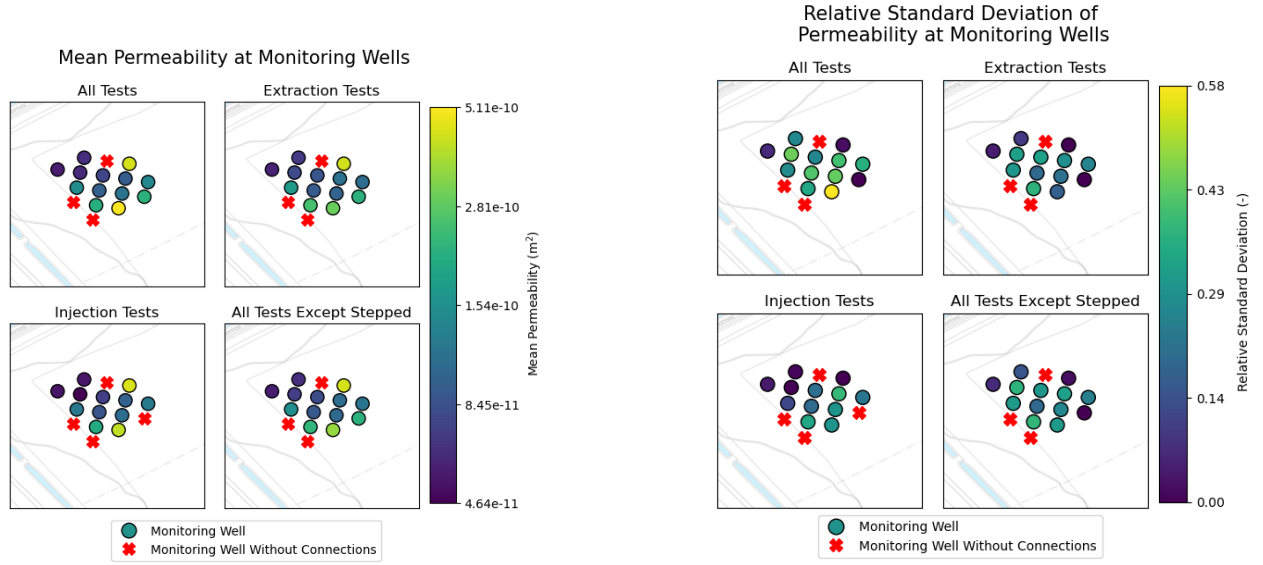 Mean Permeability at Monitoring Wells
All Tests
Extraction Tests
Injection Tests
All Tests Except Stepped
5.11e-10
2.81e-10
1.54e-10
8.45e-11
4.64e-11
Mean Permeability (m²)
Monitoring Well
Monitoring Well Without Connections
Relative Standard Deviation of
Permeability at Monitoring Wells
All Tests
Extraction Tests
Injection Tests
All Tests Except Stepped
0.58
0.43
0.29
0.14
0.00
Relative Standard Deviation (-)
Monitoring Well
Monitoring Well Without Connections